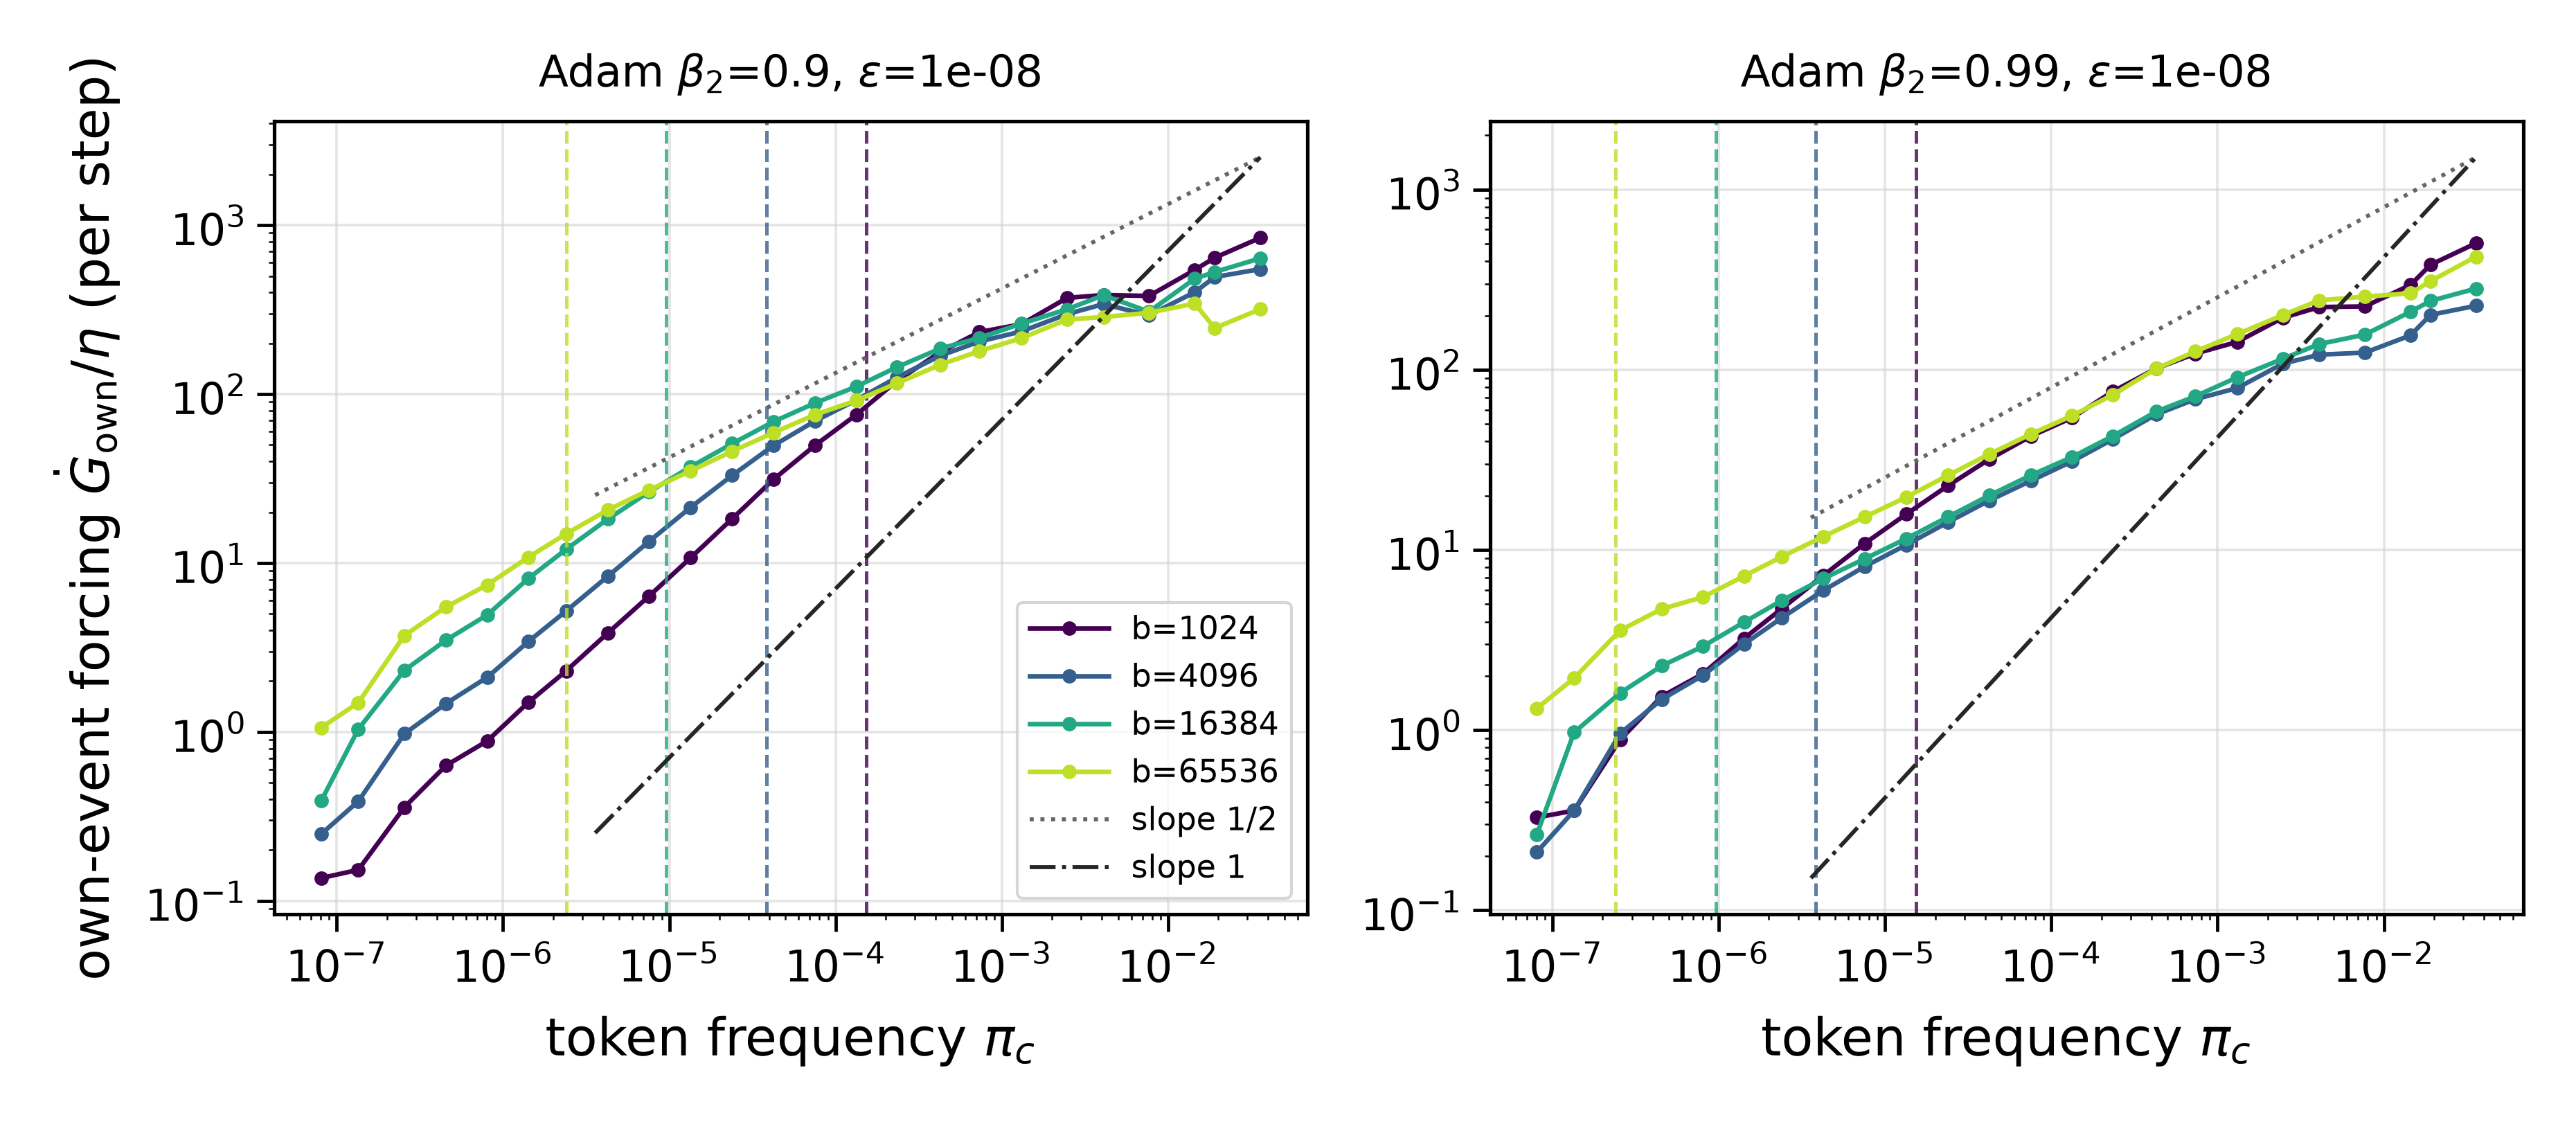 Adam β₂=0.9, ε=1e-08
own-event forcing Ġ_own/η (per step)
10³
10²
10¹
10⁰
10⁻¹
b=1024
b=4096
b=16384
b=65536
slope 1/2
slope 1
10⁻⁷ 10⁻⁶ 10⁻⁵ 10⁻⁴ 10⁻³ 10⁻²
token frequency π_c
Adam β₂=0.99, ε=1e-08
10³
10²
10¹
10⁰
10⁻¹
10⁻⁷ 10⁻⁶ 10⁻⁵ 10⁻⁴ 10⁻³ 10⁻²
token frequency π_c